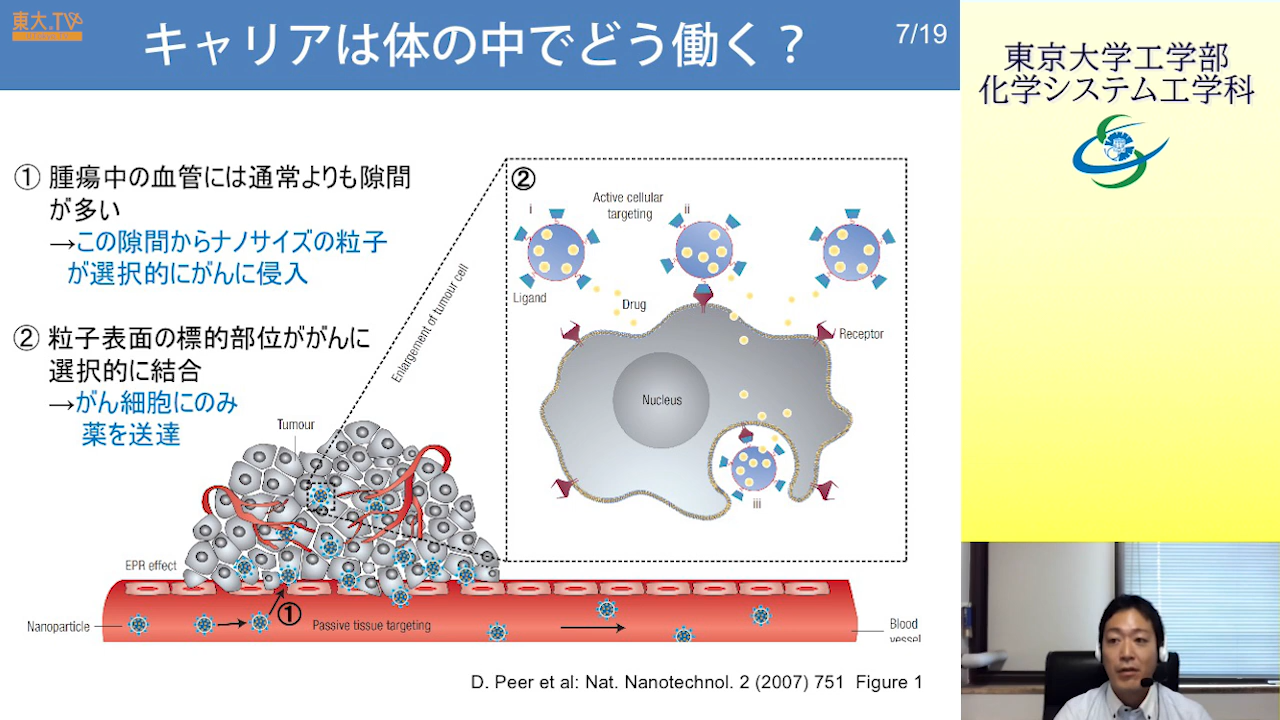 東大.TV
キャリアは体の中でどう働く？
7/19
東京大学工学部
化学システム工学科
① 腫瘍中の血管には通常よりも隙間
が多い
→この隙間からナノサイズの粒子
が選択的にがんに侵入
② 粒子表面の標的部位ががんに
選択的に結合
→がん細胞にのみ
薬を送達
②
Active cellular
targeting
i
ii
Ligand
Drug
Receptor
Nucleus
iii
Enlargement of tumour cell
Tumour
EPR effect
①
Nanoparticle
Passive tissue targeting
Blood
vessel
D. Peer et al: Nat. Nanotechnol. 2 (2007) 751 Figure 1